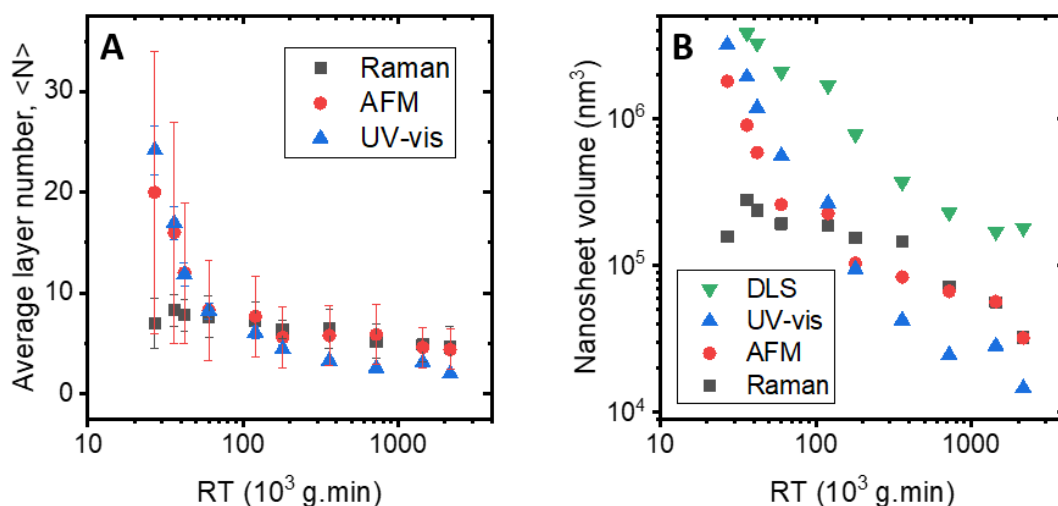 A
Raman
AFM
UV-vis
Average layer number, <N>
30
20
10
0
10
100
1000
RT (10³ g.min)
B
DLS
UV-vis
AFM
Raman
Nanosheet volume (nm³)
10⁶
10⁵
10⁴
10
100
1000
RT (10³ g.min)